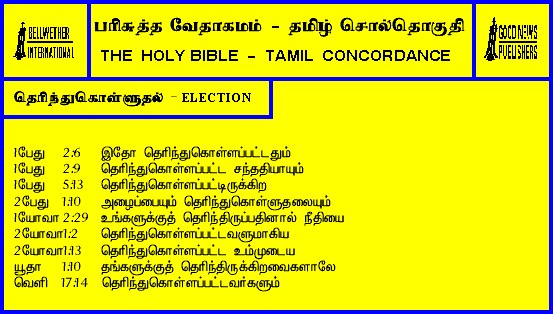 BELLWETHER
INTERNATIONAL
பரிசுத்த வேதாகமம் - தமிழ் சொல்தொகுதி
THE HOLY BIBLE - TAMIL CONCORDANCE
GOOD NEWS
PUBLISHERS
தெரிந்துகொள்ளுதல் - ELECTION
1பேது 2:6 இதோ தெரிந்துகொள்ளப்பட்டதும்
1பேது 2:9 தெரிந்துகொள்ளப்பட்ட சந்ததியாயும்
1பேது 5:13 தெரிந்துகொள்ளப்பட்டிருக்கிற
2பேது 1:10 அழைப்பையும் தெரிந்துகொள்ளுதலையும்
1யோவா 2:29 உங்களுக்குத் தெரிந்திருப்பதினால் நீதியை
2யோவா1:2 தெரிந்துகொள்ளப்பட்டவளுமாகிய
2யோவா1:13 தெரிந்துகொள்ளப்பட்ட உம்முடைய
யூதா 1:10 தங்களுக்குத் தெரிந்திருக்கிறவைகளாலே
வெளி 17:14 தெரிந்துகொள்ளப்பட்டவர்களும்